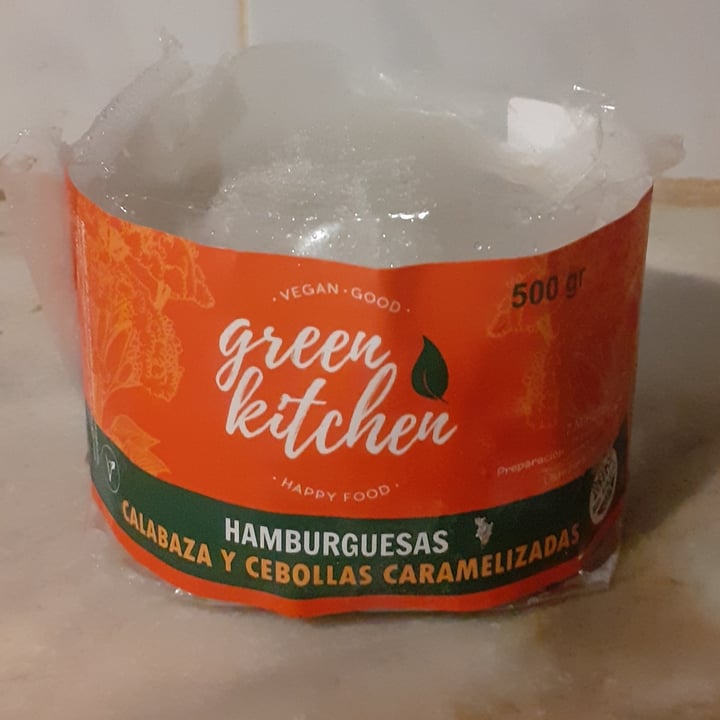 VEGAN·GOOD
500 gr
green
kitchen
HAPPY FOOD
Preparación
HAMBURGUESAS
CALABAZA Y CEBOLLAS CARAMELIZADAS